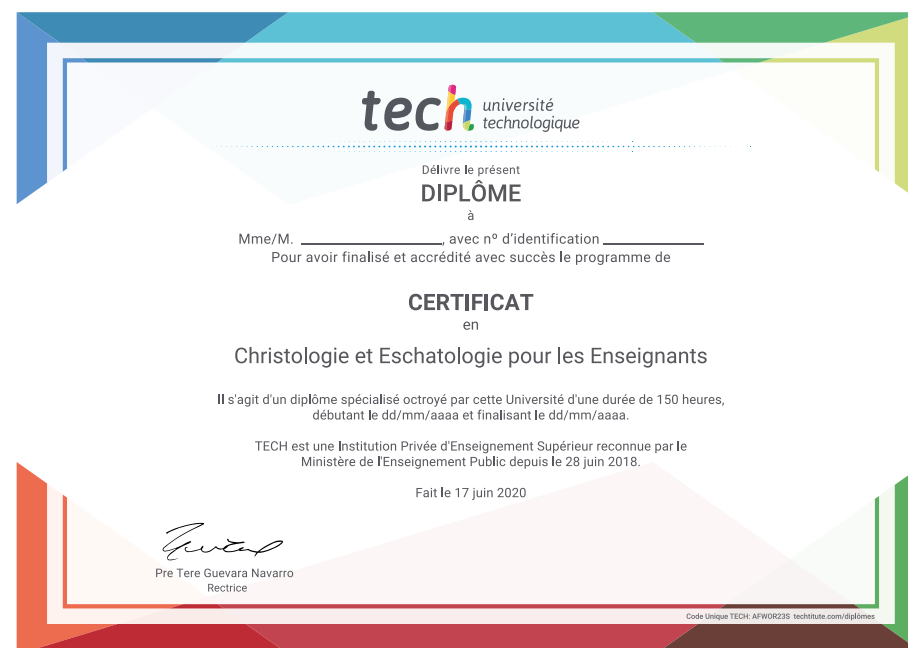 tech université
technologique
Délivre le présent
DIPLÔME
à
Mme/M. ____________________, avec nº d'identification ______________
Pour avoir finalisé et accrédité avec succès le programme de
CERTIFICAT
en
Christologie et Eschatologie pour les Enseignants
Il s'agit d'un diplôme spécialisé octroyé par cette Université d'une durée de 150 heures,
débutant le dd/mm/aaaa et finalisant le dd/mm/aaaa.
TECH est une Institution Privée d'Enseignement Supérieur reconnue par le
Ministère de l'Enseignement Public depuis le 28 juin 2018.
Fait le 17 juin 2020
Pre Tere Guevara Navarro
Rectrice
Code Unique TECH: AFWOR23S techtitute.com/diplômes